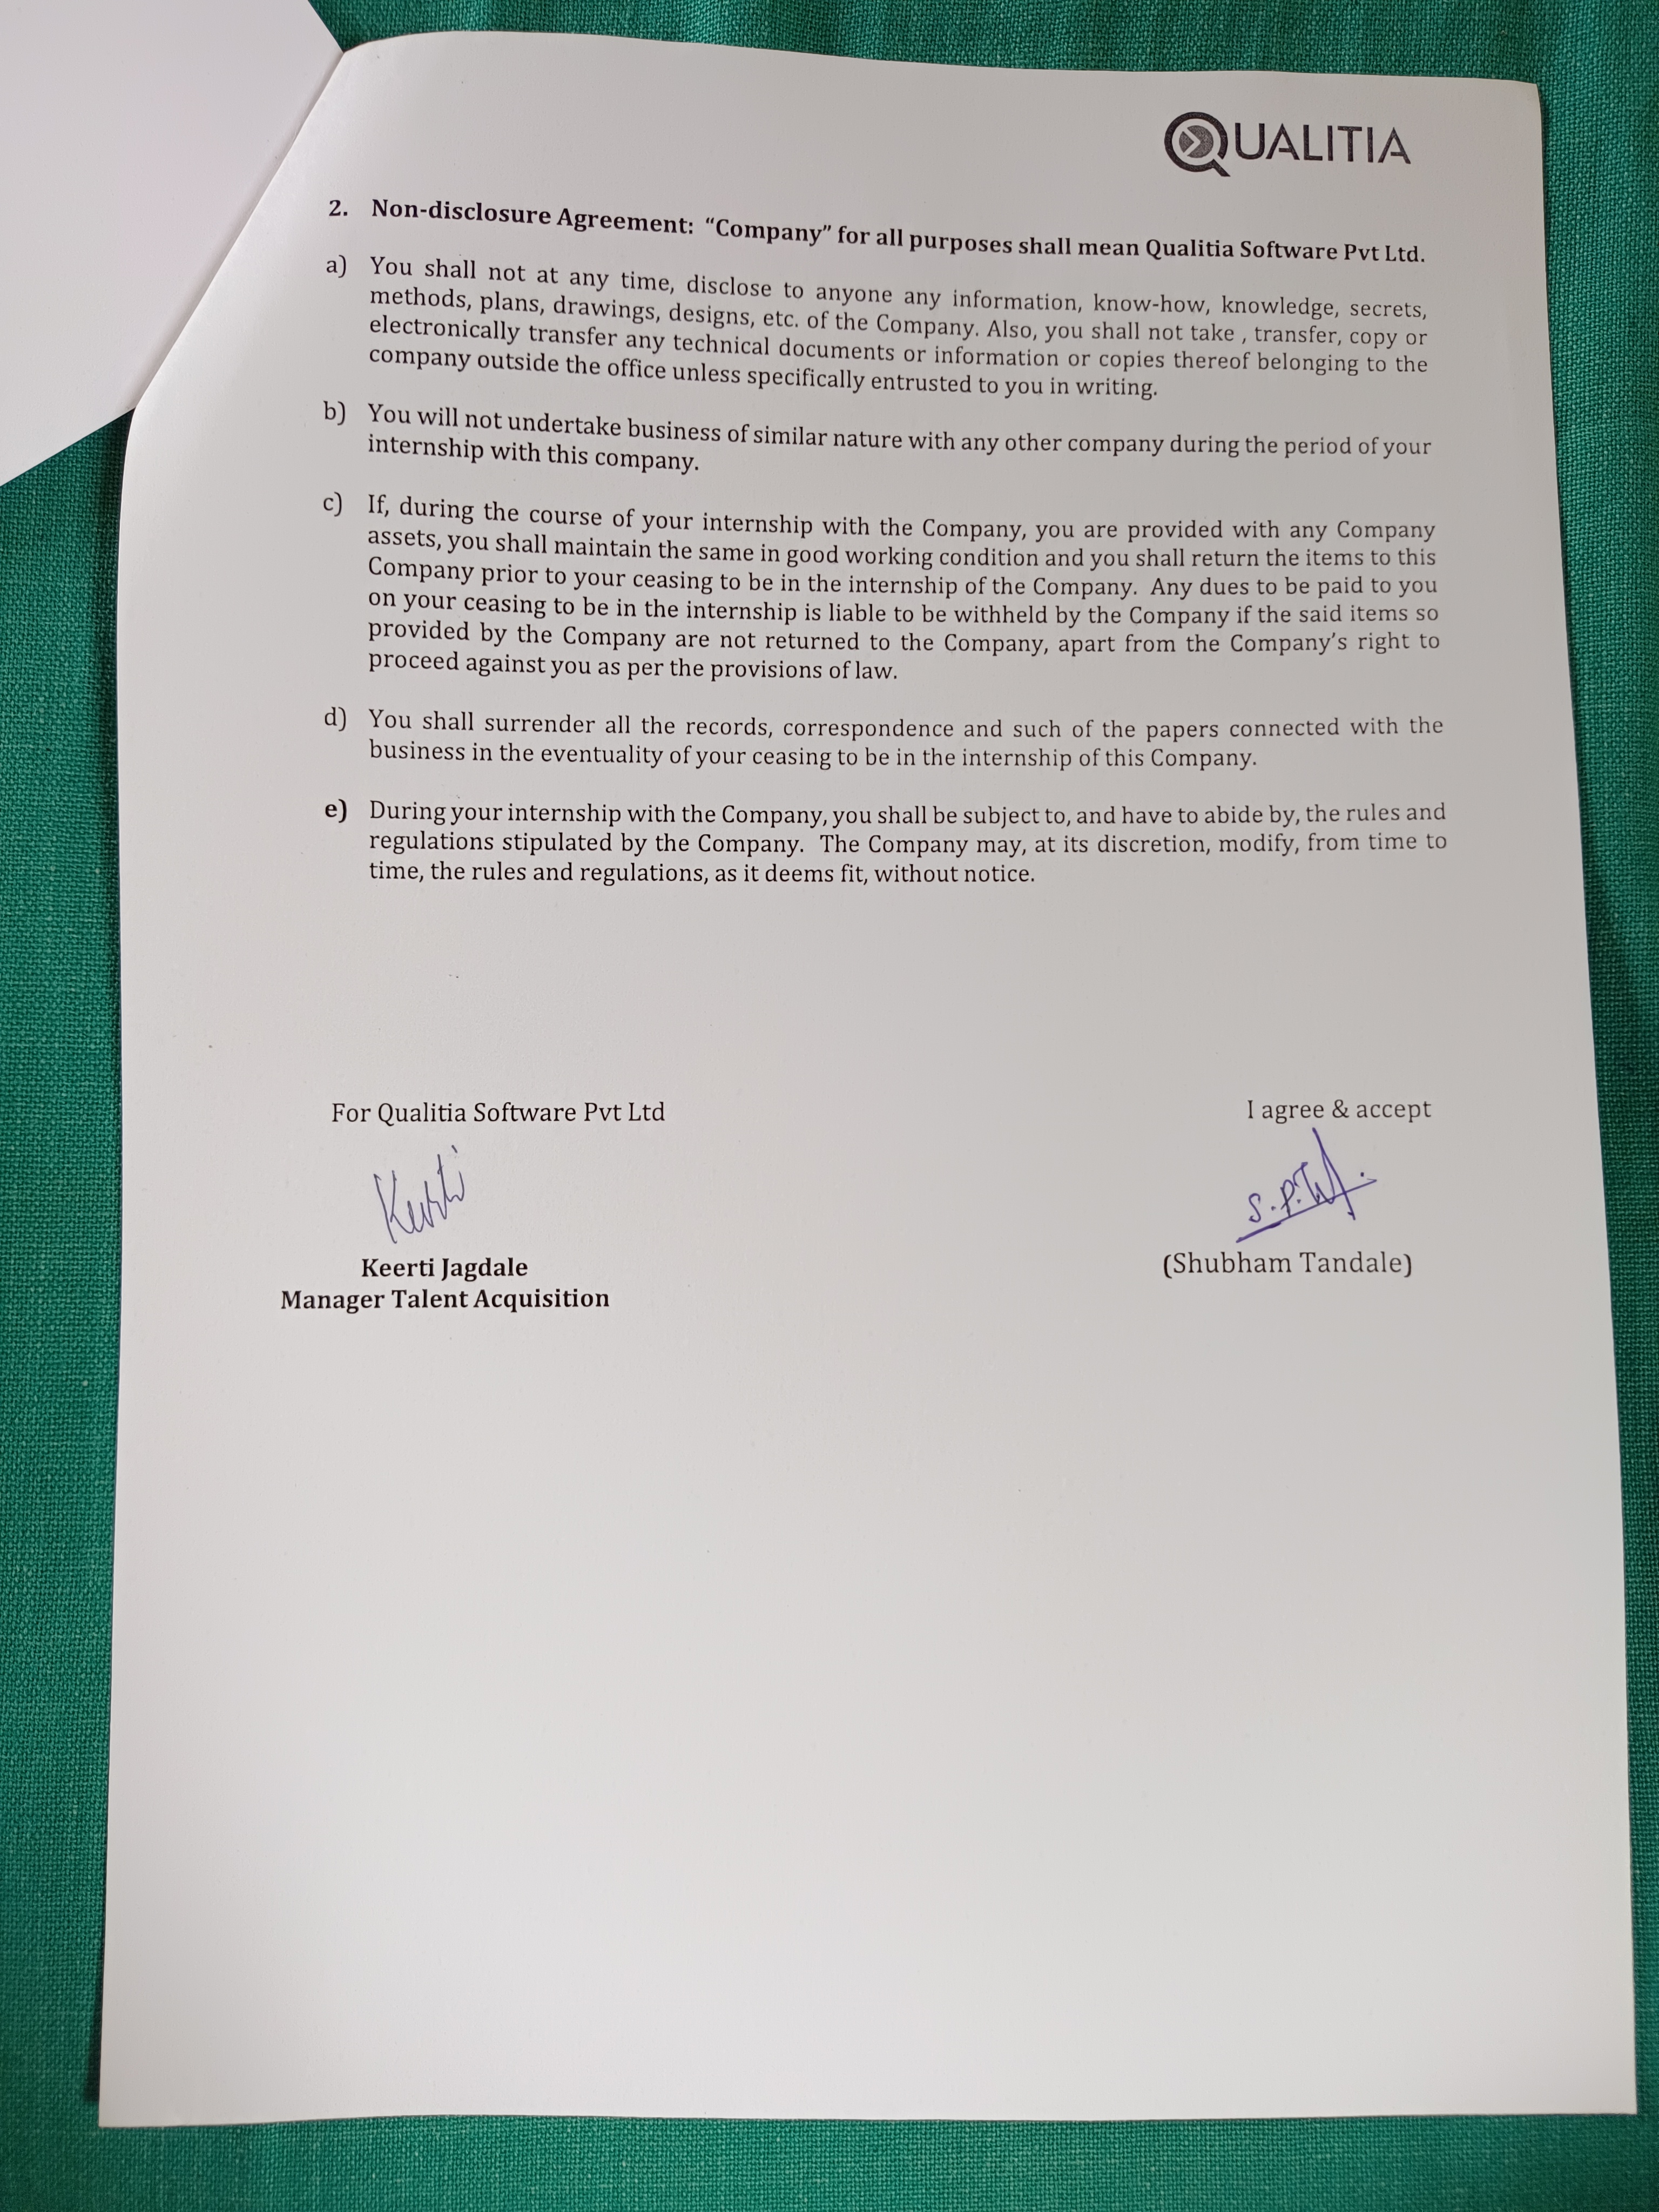 QUALITIA
2. Non-disclosure Agreement: “Company” for all purposes shall mean Qualitia Software Pvt Ltd.
a) You shall not at any time, disclose to anyone any information, know-how, knowledge, secrets,
methods, plans, drawings, designs, etc. of the Company. Also, you shall not take , transfer, copy or
electronically transfer any technical documents or information or copies thereof belonging to the
company outside the office unless specifically entrusted to you in writing.
b) You will not undertake business of similar nature with any other company during the period of your
internship with this company.
c) If, during the course of your internship with the Company, you are provided with any Company
assets, you shall maintain the same in good working condition and you shall return the items to this
Company prior to your ceasing to be in the internship of the Company. Any dues to be paid to you
on your ceasing to be in the internship is liable to be withheld by the Company if the said items so
provided by the Company are not returned to the Company, apart from the Company’s right to
proceed against you as per the provisions of law.
d) You shall surrender all the records, correspondence and such of the papers connected with the
business in the eventuality of your ceasing to be in the internship of this Company.
e) During your internship with the Company, you shall be subject to, and have to abide by, the rules and
regulations stipulated by the Company. The Company may, at its discretion, modify, from time to
time, the rules and regulations, as it deems fit, without notice.
For Qualitia Software Pvt Ltd
Keerti
Keerti Jagdale
Manager Talent Acquisition
I agree & accept
(Shubham Tandale)